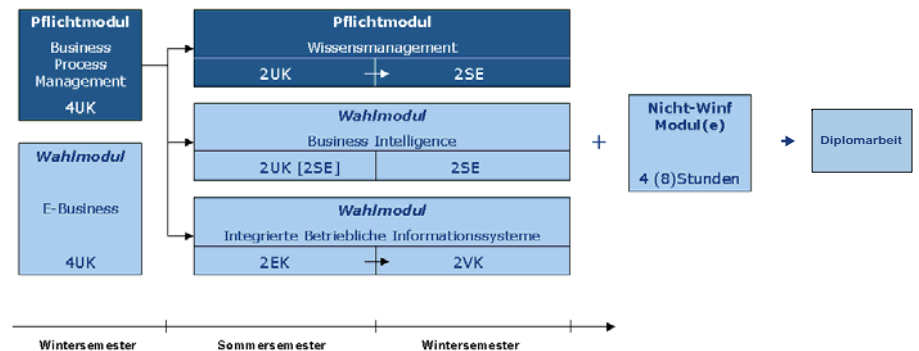 Pflichtmodul
Business
Process
Management
4UK
Wahlmodul
E-Business
4UK
Pflichtmodul
Wissensmanagement
2UK
2SE
Wahlmodul
Business Intelligence
2UK [2SE]
2SE
Wahlmodul
Integrierte Betriebliche Informationssysteme
2EK
2VK
+
Nicht-Winf
Modul(e)
4 (8)Stunden
Diplomarbeit
Wintersemester
Sommersemester
Wintersemester